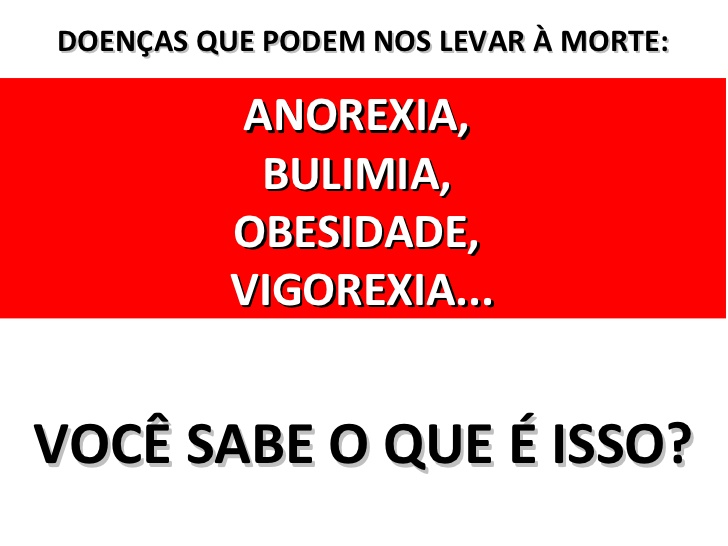 DOENÇAS QUE PODEM NOS LEVAR À MORTE:
ANOREXIA,
BULIMIA,
OBESIDADE,
VIGOREXIA...
VOCÊ SABE O QUE É ISSO?